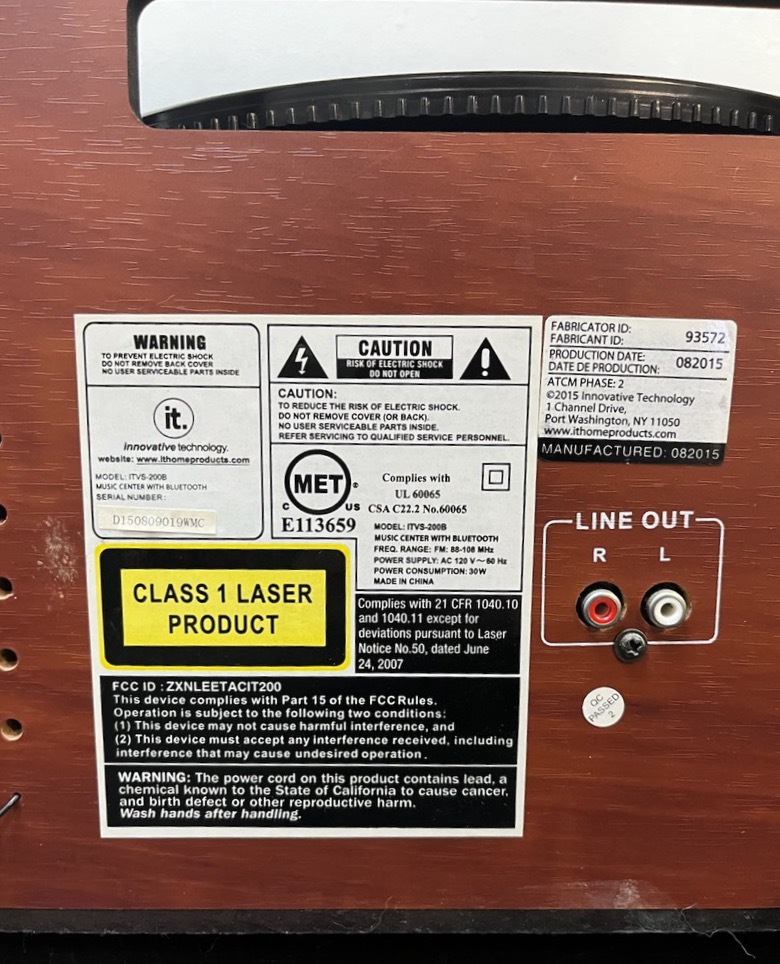 WARNING
TO PREVENT ELECTRIC SHOCK
DO NOT REMOVE BACK COVER
NO USER SERVICEABLE PARTS INSIDE
it.
innovative technology.
website: www.ithomeproducts.com
MODEL: ITVS-200B
MUSIC CENTER WITH BLUETOOTH
SERIAL NUMBER:
D150809019WMC
CAUTION
RISK OF ELECTRIC SHOCK
DO NOT OPEN
CAUTION:
TO REDUCE THE RISK OF ELECTRIC SHOCK.
DO NOT REMOVE COVER (OR BACK).
NO USER SERVICEABLE PARTS INSIDE.
REFER SERVICING TO QUALIFIED SERVICE PERSONNEL.
MET®
C US
E113659
Complies with
UL 60065
CSA C22.2 No.60065
MODEL: ITVS-200B
MUSIC CENTER WITH BLUETOOTH
FREQ. RANGE: FM: 88-108 MHz
POWER SUPPLY: AC 120 V~60 Hz
POWER CONSUMPTION: 30W
MADE IN CHINA
CLASS 1 LASER
PRODUCT
Complies with 21 CFR 1040.10
and 1040.11 except for
deviations pursuant to Laser
Notice No.50, dated June
24, 2007
FCC ID : ZXNLEETACIT200
This device complies with Part 15 of the FCC Rules.
Operation is subject to the following two conditions:
(1) This device may not cause harmful interference, and
(2) This device must accept any interference received, including
interference that may cause undesired operation.
WARNING: The power cord on this product contains lead, a
chemical known to the State of California to cause cancer,
and birth defect or other reproductive harm.
Wash hands after handling.
FABRICATOR ID:
FABRICANT ID: 93572
PRODUCTION DATE:
DATE DE PRODUCTION: 082015
ATCM PHASE: 2
©2015 Innovative Technology
1 Channel Drive,
Port Washington, NY 11050
www.ithomeproducts.com
MANUFACTURED: 082015
LINE OUT
R L
QC
PASSED
2